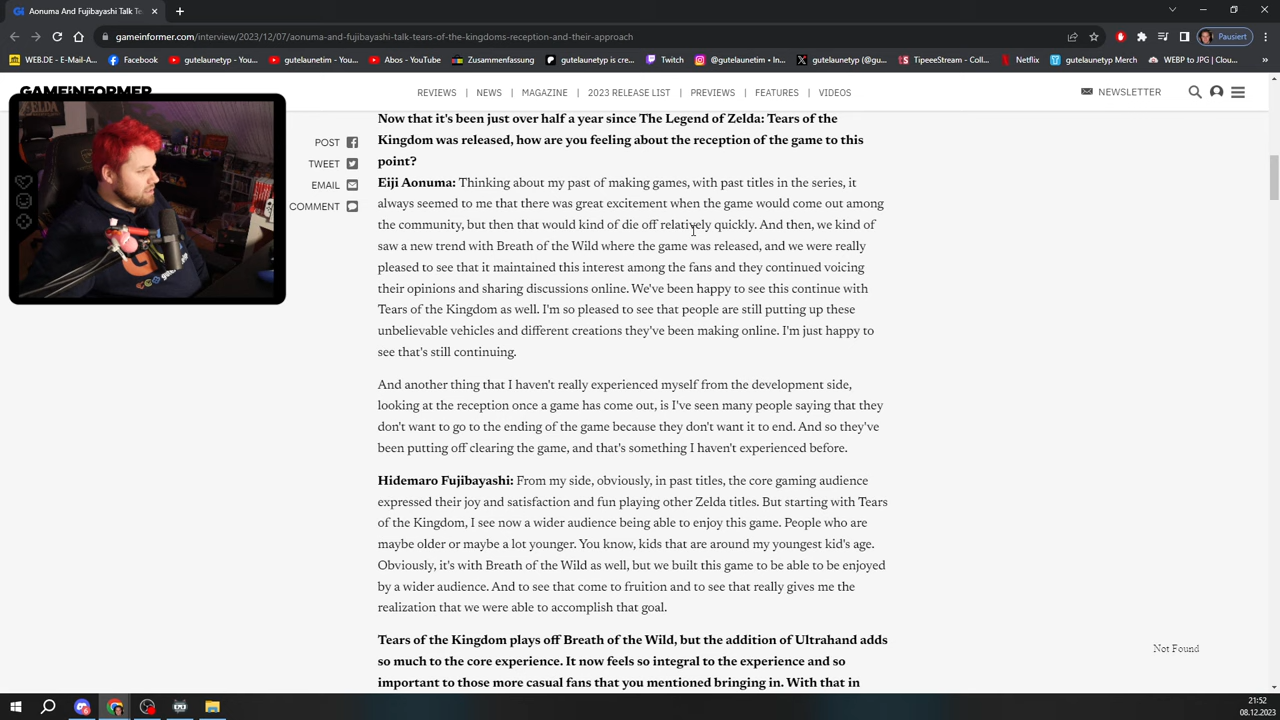 Aonuma And Fujibayashi Talk Te
gameinformer.com/interview/2023/12/07/aonuma-and-fujibayashi-talk-tears-of-the-kingdoms-reception-and-their-approach
Pausiert
WEB.DE - E-Mail-A...
Facebook
gutelaunetyp - You...
gutelaunetyp - You...
Abos - YouTube
Zusammenfassung
gutelaunetyp is cre...
Twitch
@gutelaunetim • In...
gutelaunetyp (@gu...
TipeeeStream - Coll...
Netflix
gutelaunetyp Merch
WEBP to JPG | Clou...
GAMEINFORMER
REVIEWS | NEWS | MAGAZINE | 2023 RELEASE LIST | PREVIEWS | FEATURES | VIDEOS
NEWSLETTER
POST
TWEET
EMAIL
COMMENT
Now that it's been just over half a year since The Legend of Zelda: Tears of the
Kingdom was released, how are you feeling about the reception of the game to this
point?
Eiji Aonuma: Thinking about my past of making games, with past titles in the series, it
always seemed to me that there was great excitement when the game would come out among
the community, but then that would kind of die off relatively quickly. And then, we kind of
saw a new trend with Breath of the Wild where the game was released, and we were really
pleased to see that it maintained this interest among the fans and they continued voicing
their opinions and sharing discussions online. We've been happy to see this continue with
Tears of the Kingdom as well. I'm so pleased to see that people are still putting up these
unbelievable vehicles and different creations they've been making online. I'm just happy to
see that's still continuing.
And another thing that I haven't really experienced myself from the development side,
looking at the reception once a game has come out, is I've seen many people saying that they
don't want to go to the ending of the game because they don't want it to end. And so they've
been putting off clearing the game, and that's something I haven't experienced before.
Hidemaro Fujibayashi: From my side, obviously, in past titles, the core gaming audience
expressed their joy and satisfaction and fun playing other Zelda titles. But starting with Tears
of the Kingdom, I see now a wider audience being able to enjoy this game. People who are
maybe older or maybe a lot younger. You know, kids that are around my youngest kid's age.
Obviously, it's with Breath of the Wild as well, but we built this game to be able to be enjoyed
by a wider audience. And to see that come to fruition and to see that really gives me the
realization that we were able to accomplish that goal.
Tears of the Kingdom plays off Breath of the Wild, but the addition of Ultrahand adds
so much to the core experience. It now feels so integral to the experience and so
important to those more casual fans that you mentioned bringing in. With that in
Not Found
21:52
08.12.2023